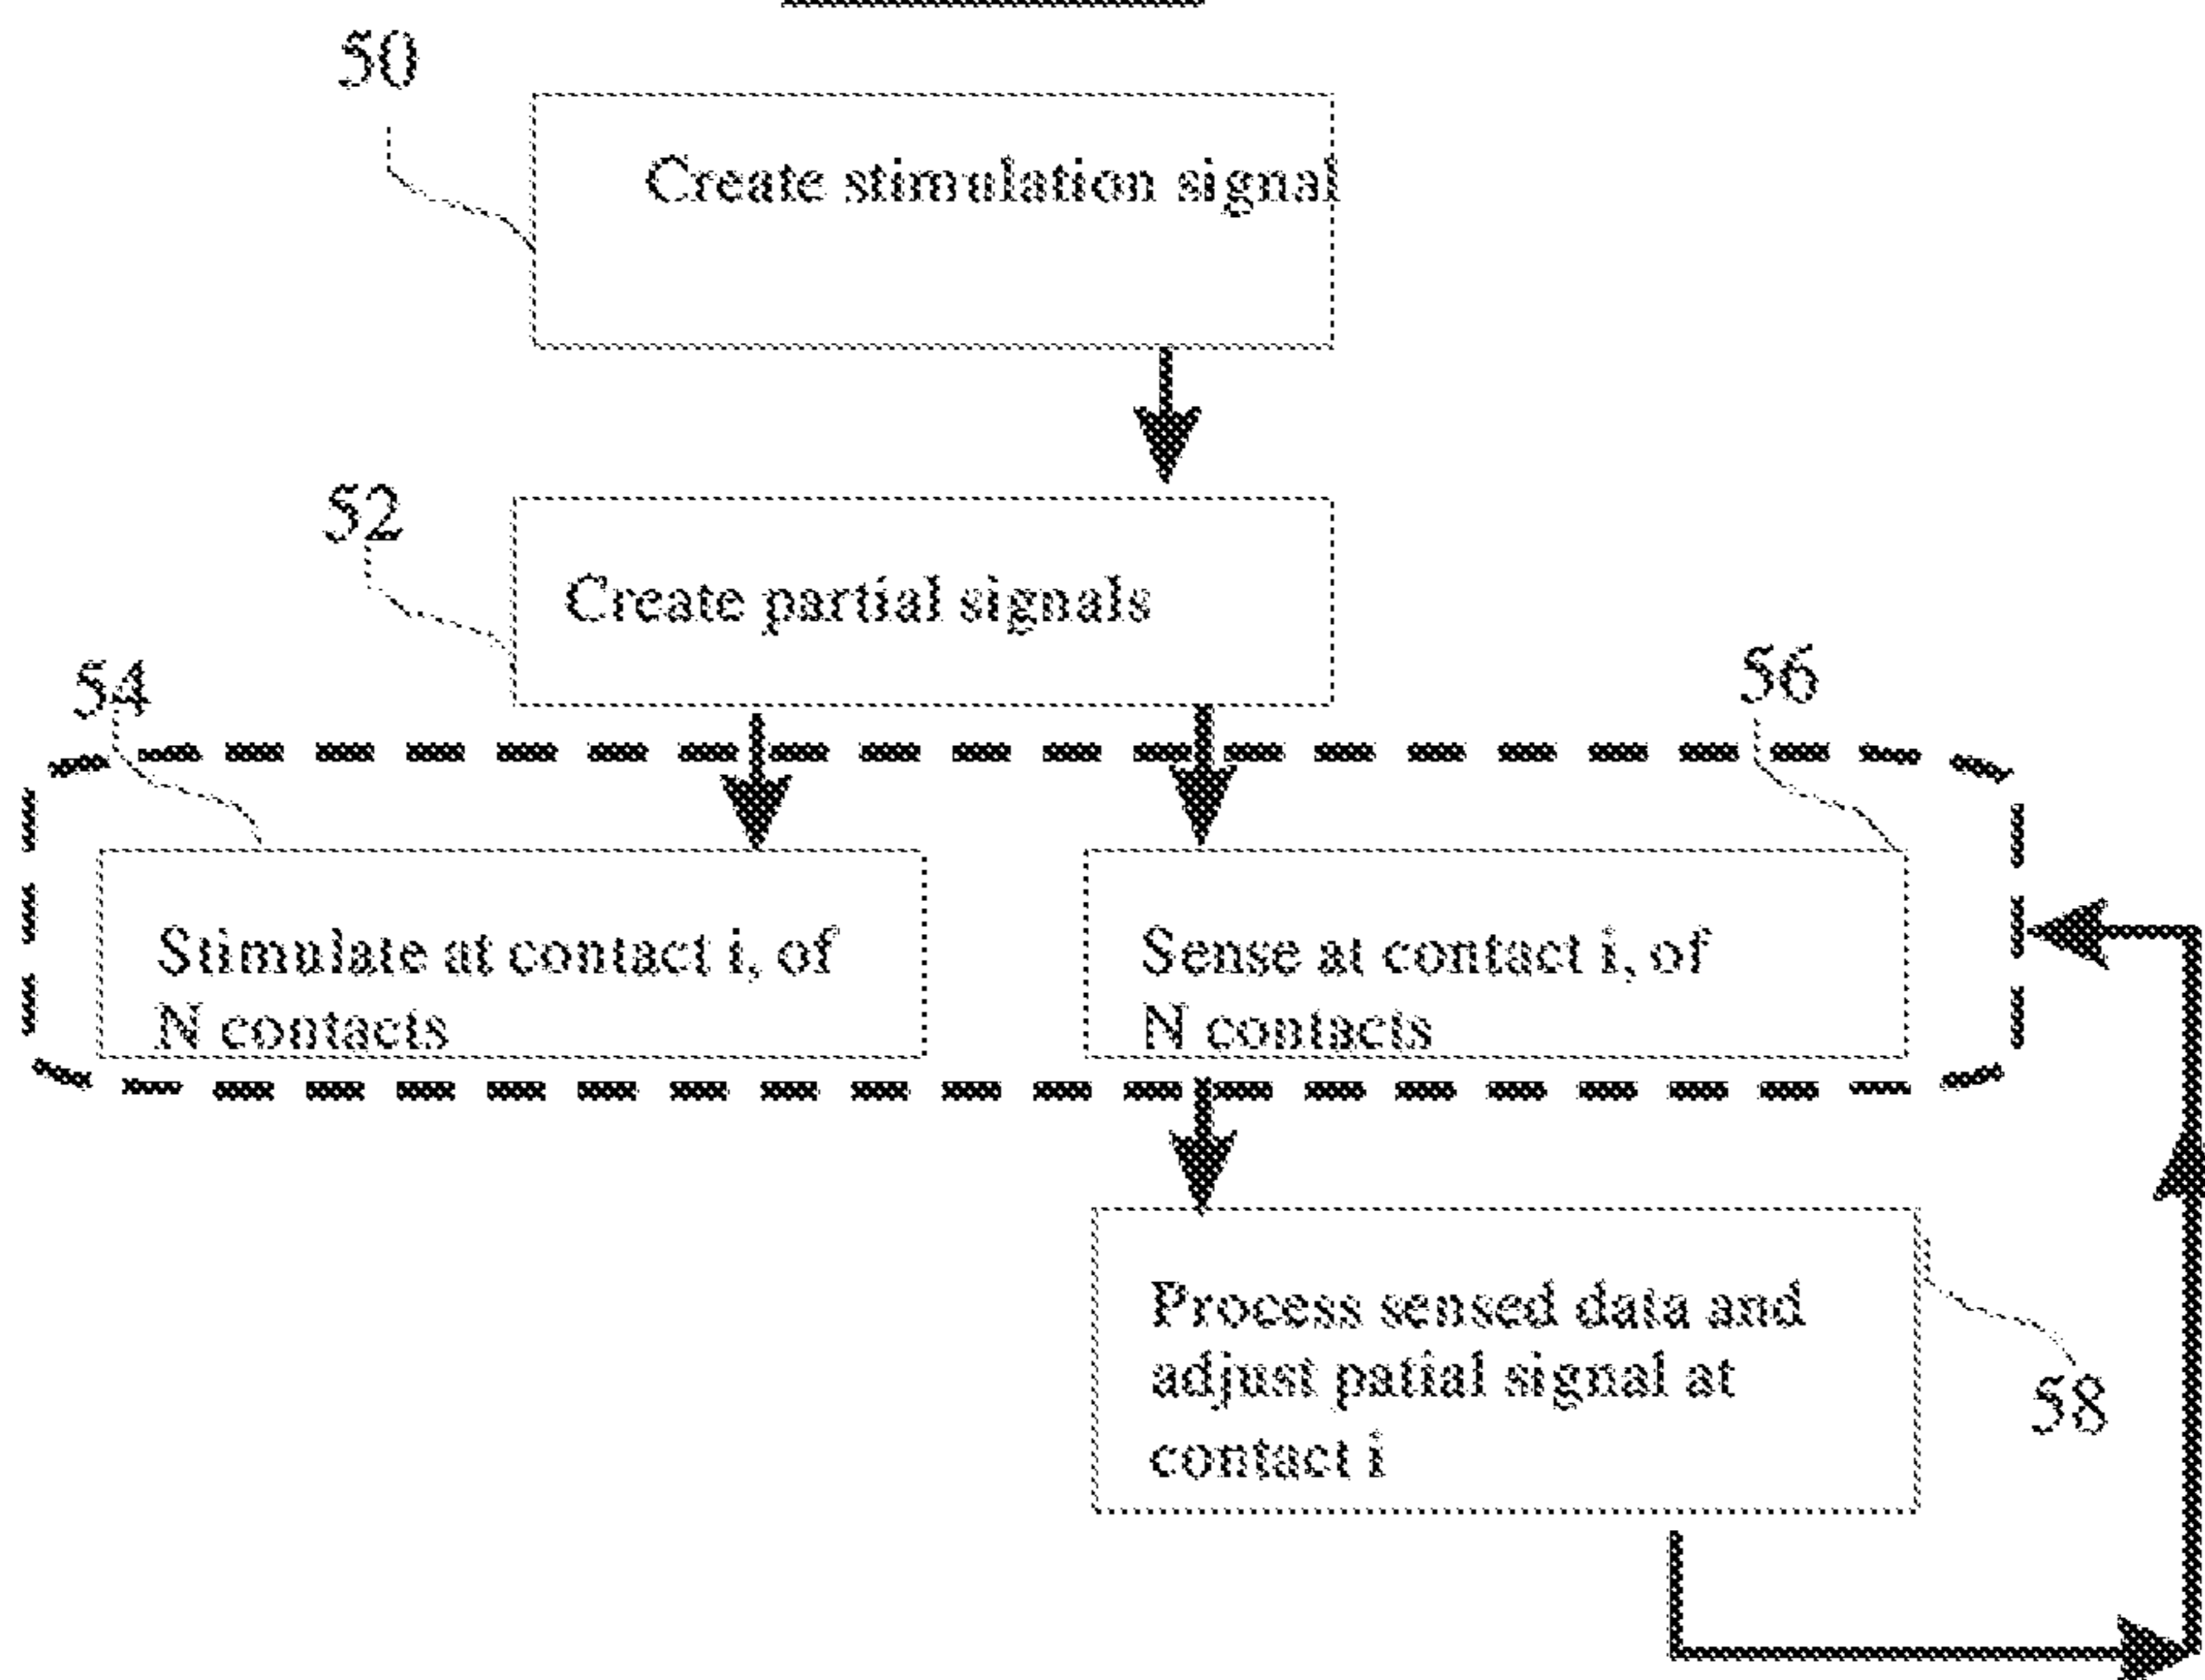 50
Create stimulation signal
52
Create partial signals
54
56
Stimulate at contact i, of
N contacts
Sense at contact i, of
N contacts
Process sensed data and
adjust patial signal at
contact i
58